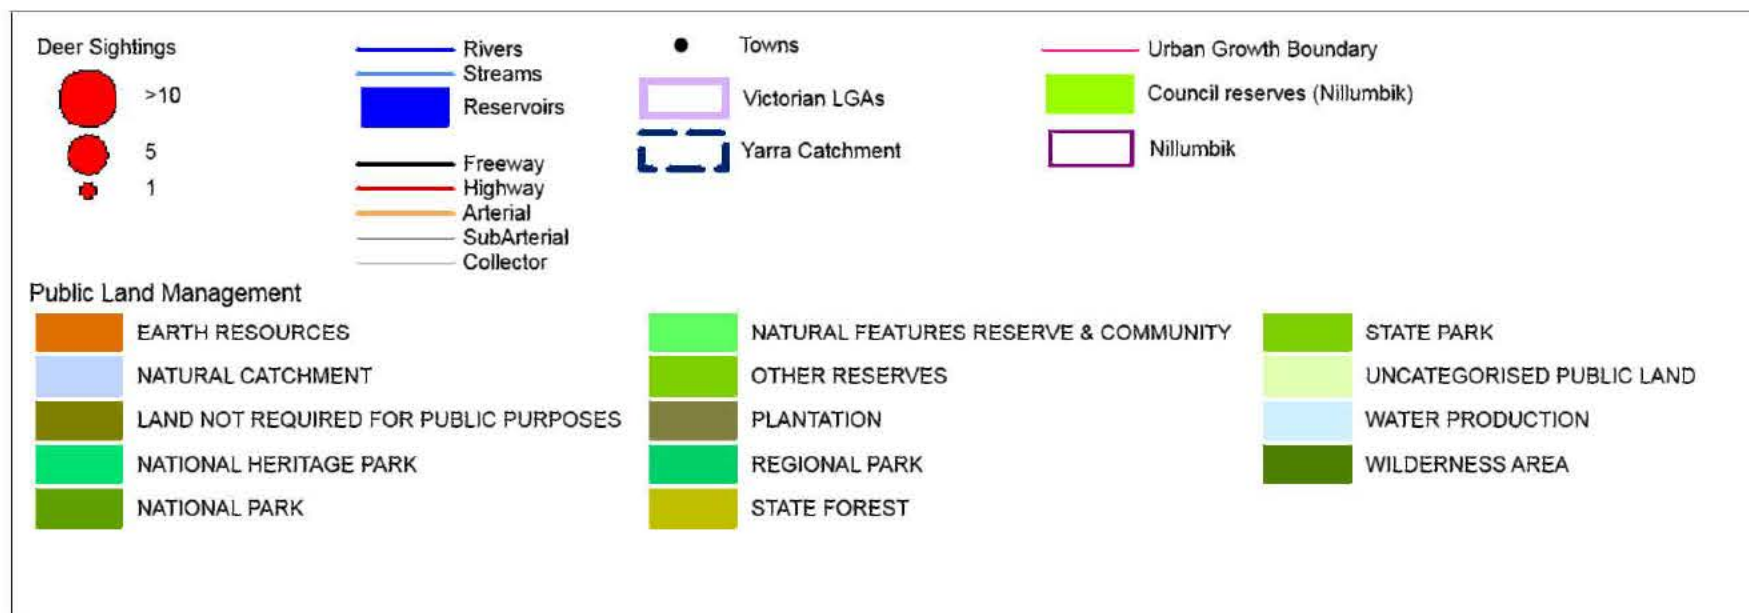 Deer Sightings
>10
5
1
Rivers
Streams
Reservoirs
Freeway
Highway
Arterial
SubArterial
Collector
Towns
Victorian LGAs
Yarra Catchment
Urban Growth Boundary
Council reserves (Nillumbik)
Nillumbik
Public Land Management
EARTH RESOURCES
NATURAL CATCHMENT
LAND NOT REQUIRED FOR PUBLIC PURPOSES
NATIONAL HERITAGE PARK
NATIONAL PARK
NATURAL FEATURES RESERVE & COMMUNITY
OTHER RESERVES
PLANTATION
REGIONAL PARK
STATE FOREST
STATE PARK
UNCATEGORISED PUBLIC LAND
WATER PRODUCTION
WILDERNESS AREA